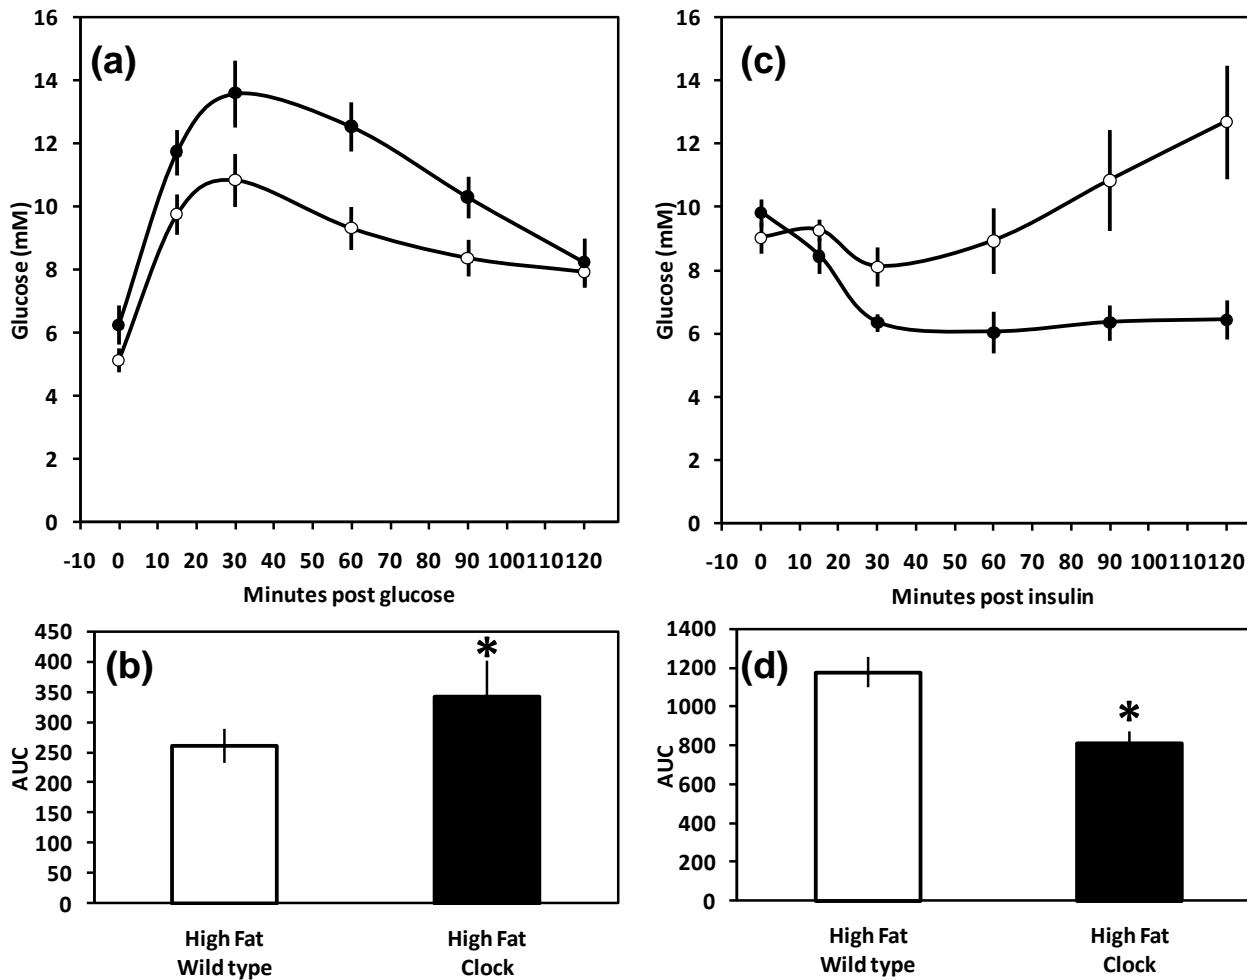 (a)
16
14
12
10
8
6
4
2
0
Glucose (mM)
-10 0 10 20 30 40 50 60 70 80 90 100110120
Minutes post glucose
(c)
16
14
12
10
8
6
4
2
0
Glucose (mM)
-10 0 10 20 30 40 50 60 70 80 90 100110120
Minutes post insulin
(b)
450
400
350
300
250
200
150
100
50
0
AUC
*
High Fat
Wild type
High Fat
Clock
(d)
1400
1200
1000
800
600
400
200
0
AUC
*
High Fat
Wild type
High Fat
Clock